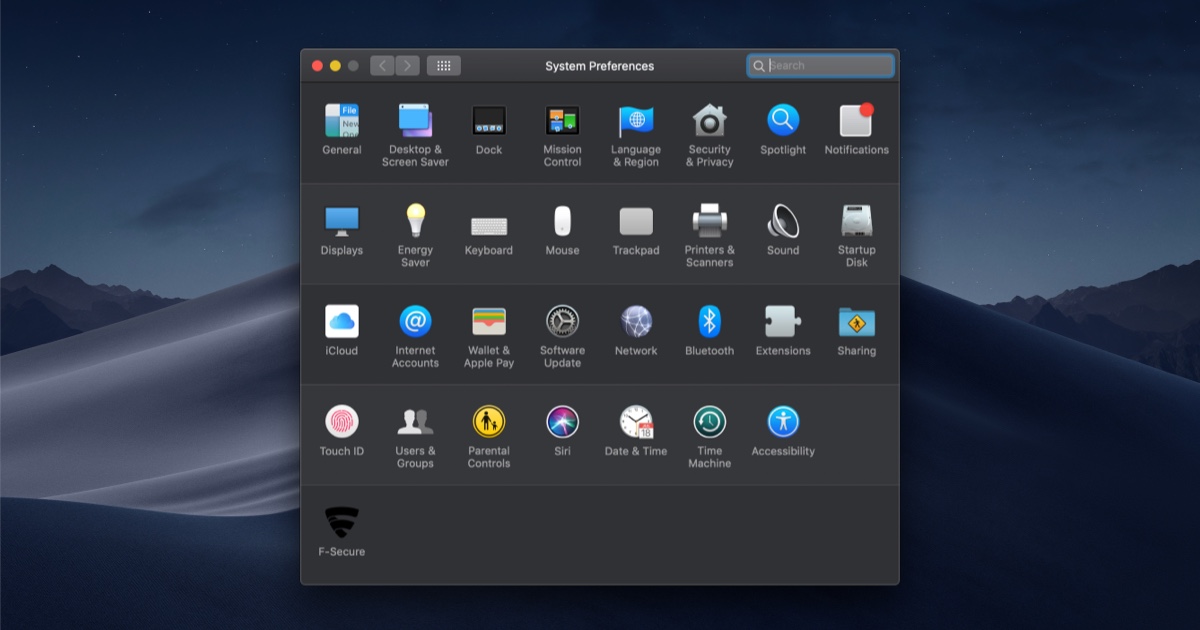 System Preferences
Search
File
New
General
Desktop &
Screen Saver
Dock
Mission
Control
Language
& Region
Security
& Privacy
Spotlight
Notifications
Displays
Energy
Saver
Keyboard
Mouse
Trackpad
Printers &
Scanners
Sound
Startup
Disk
iCloud
@
Internet
Accounts
Wallet &
Apple Pay
Software
Update
Network
Bluetooth
Extensions
Sharing
Touch ID
Users &
Groups
Parental
Controls
Siri
18
Date & Time
Time
Machine
Accessibility
F-Secure